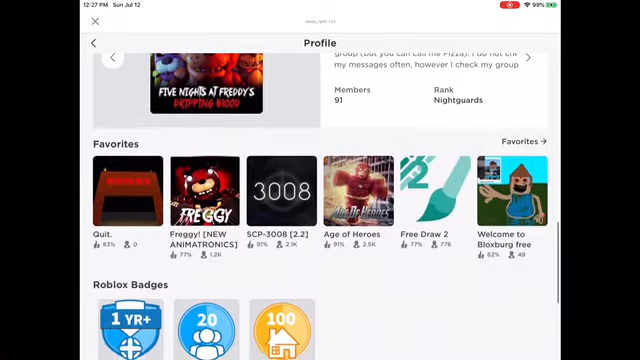 12:27 PM Sun Jul 12
99%
Profile
group (but you can call me Pizza). I do not ch
my messages often, however I check my group
FIVE NIGHTS AT FREDDY'S
DRIPPING BLOOD
Members
Rank
91
Nightguards
Favorites
Favorites →
ROBLOX
FREGGY
3008
AGE OF HEROES
2
Quit.
Freggy! [NEW ANIMATRONICS]
SCP-3008 [2.2]
Age of Heroes
Free Draw 2
Welcome to Bloxburg free
83% 0
77% 1.2K
91% 2.1K
91% 2.5K
77% 776
62% 49
Roblox Badges
1 YR+
20
100